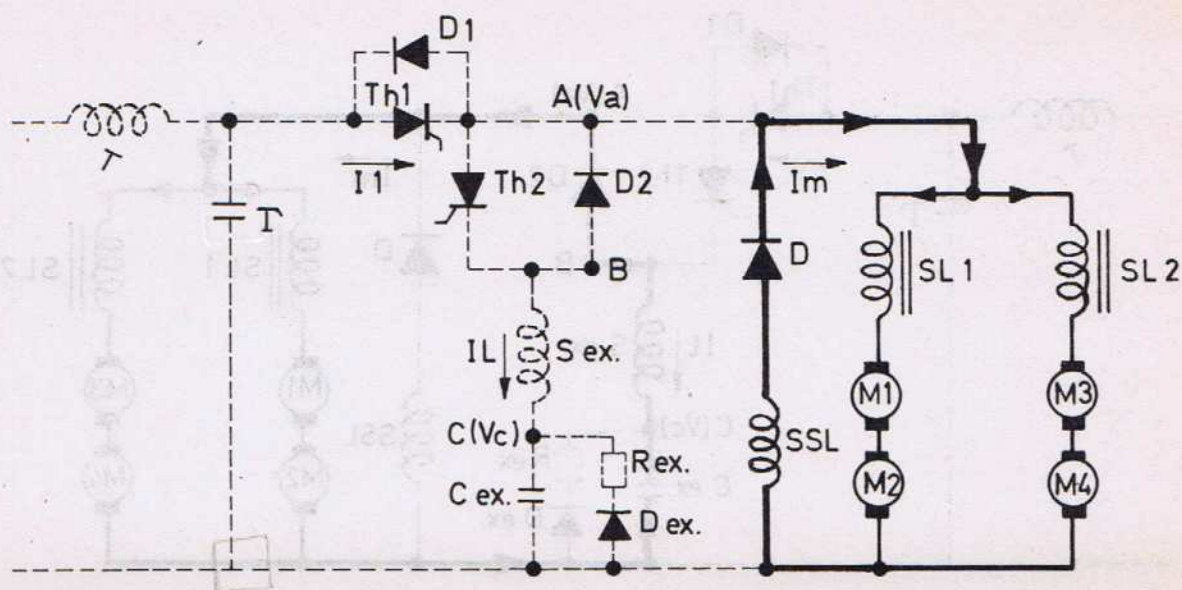 D1
Th1
A(Va)
I1
Th2
D2
Im
T
B
D
SL 1
SL 2
IL
S ex.
C(Vc)
SSL
R ex.
C ex.
D ex.
M1
M3
M2
M4